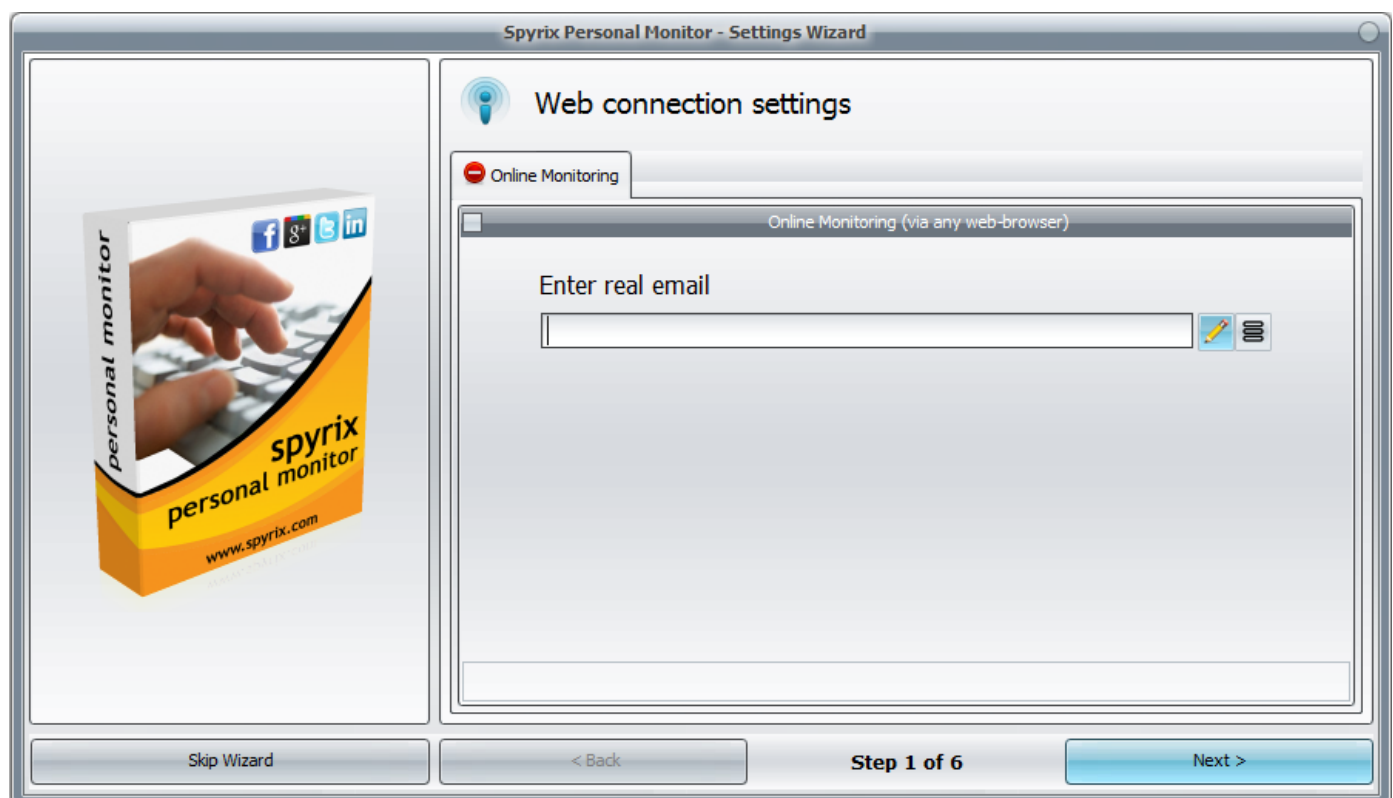 Spyrix Personal Monitor - Settings Wizard
Web connection settings
Online Monitoring
Online Monitoring (via any web-browser)
Enter real email
personal monitor
f g+ t in
spyrix
personal monitor
www.spyrix.com
Skip Wizard
< Back
Step 1 of 6
Next >